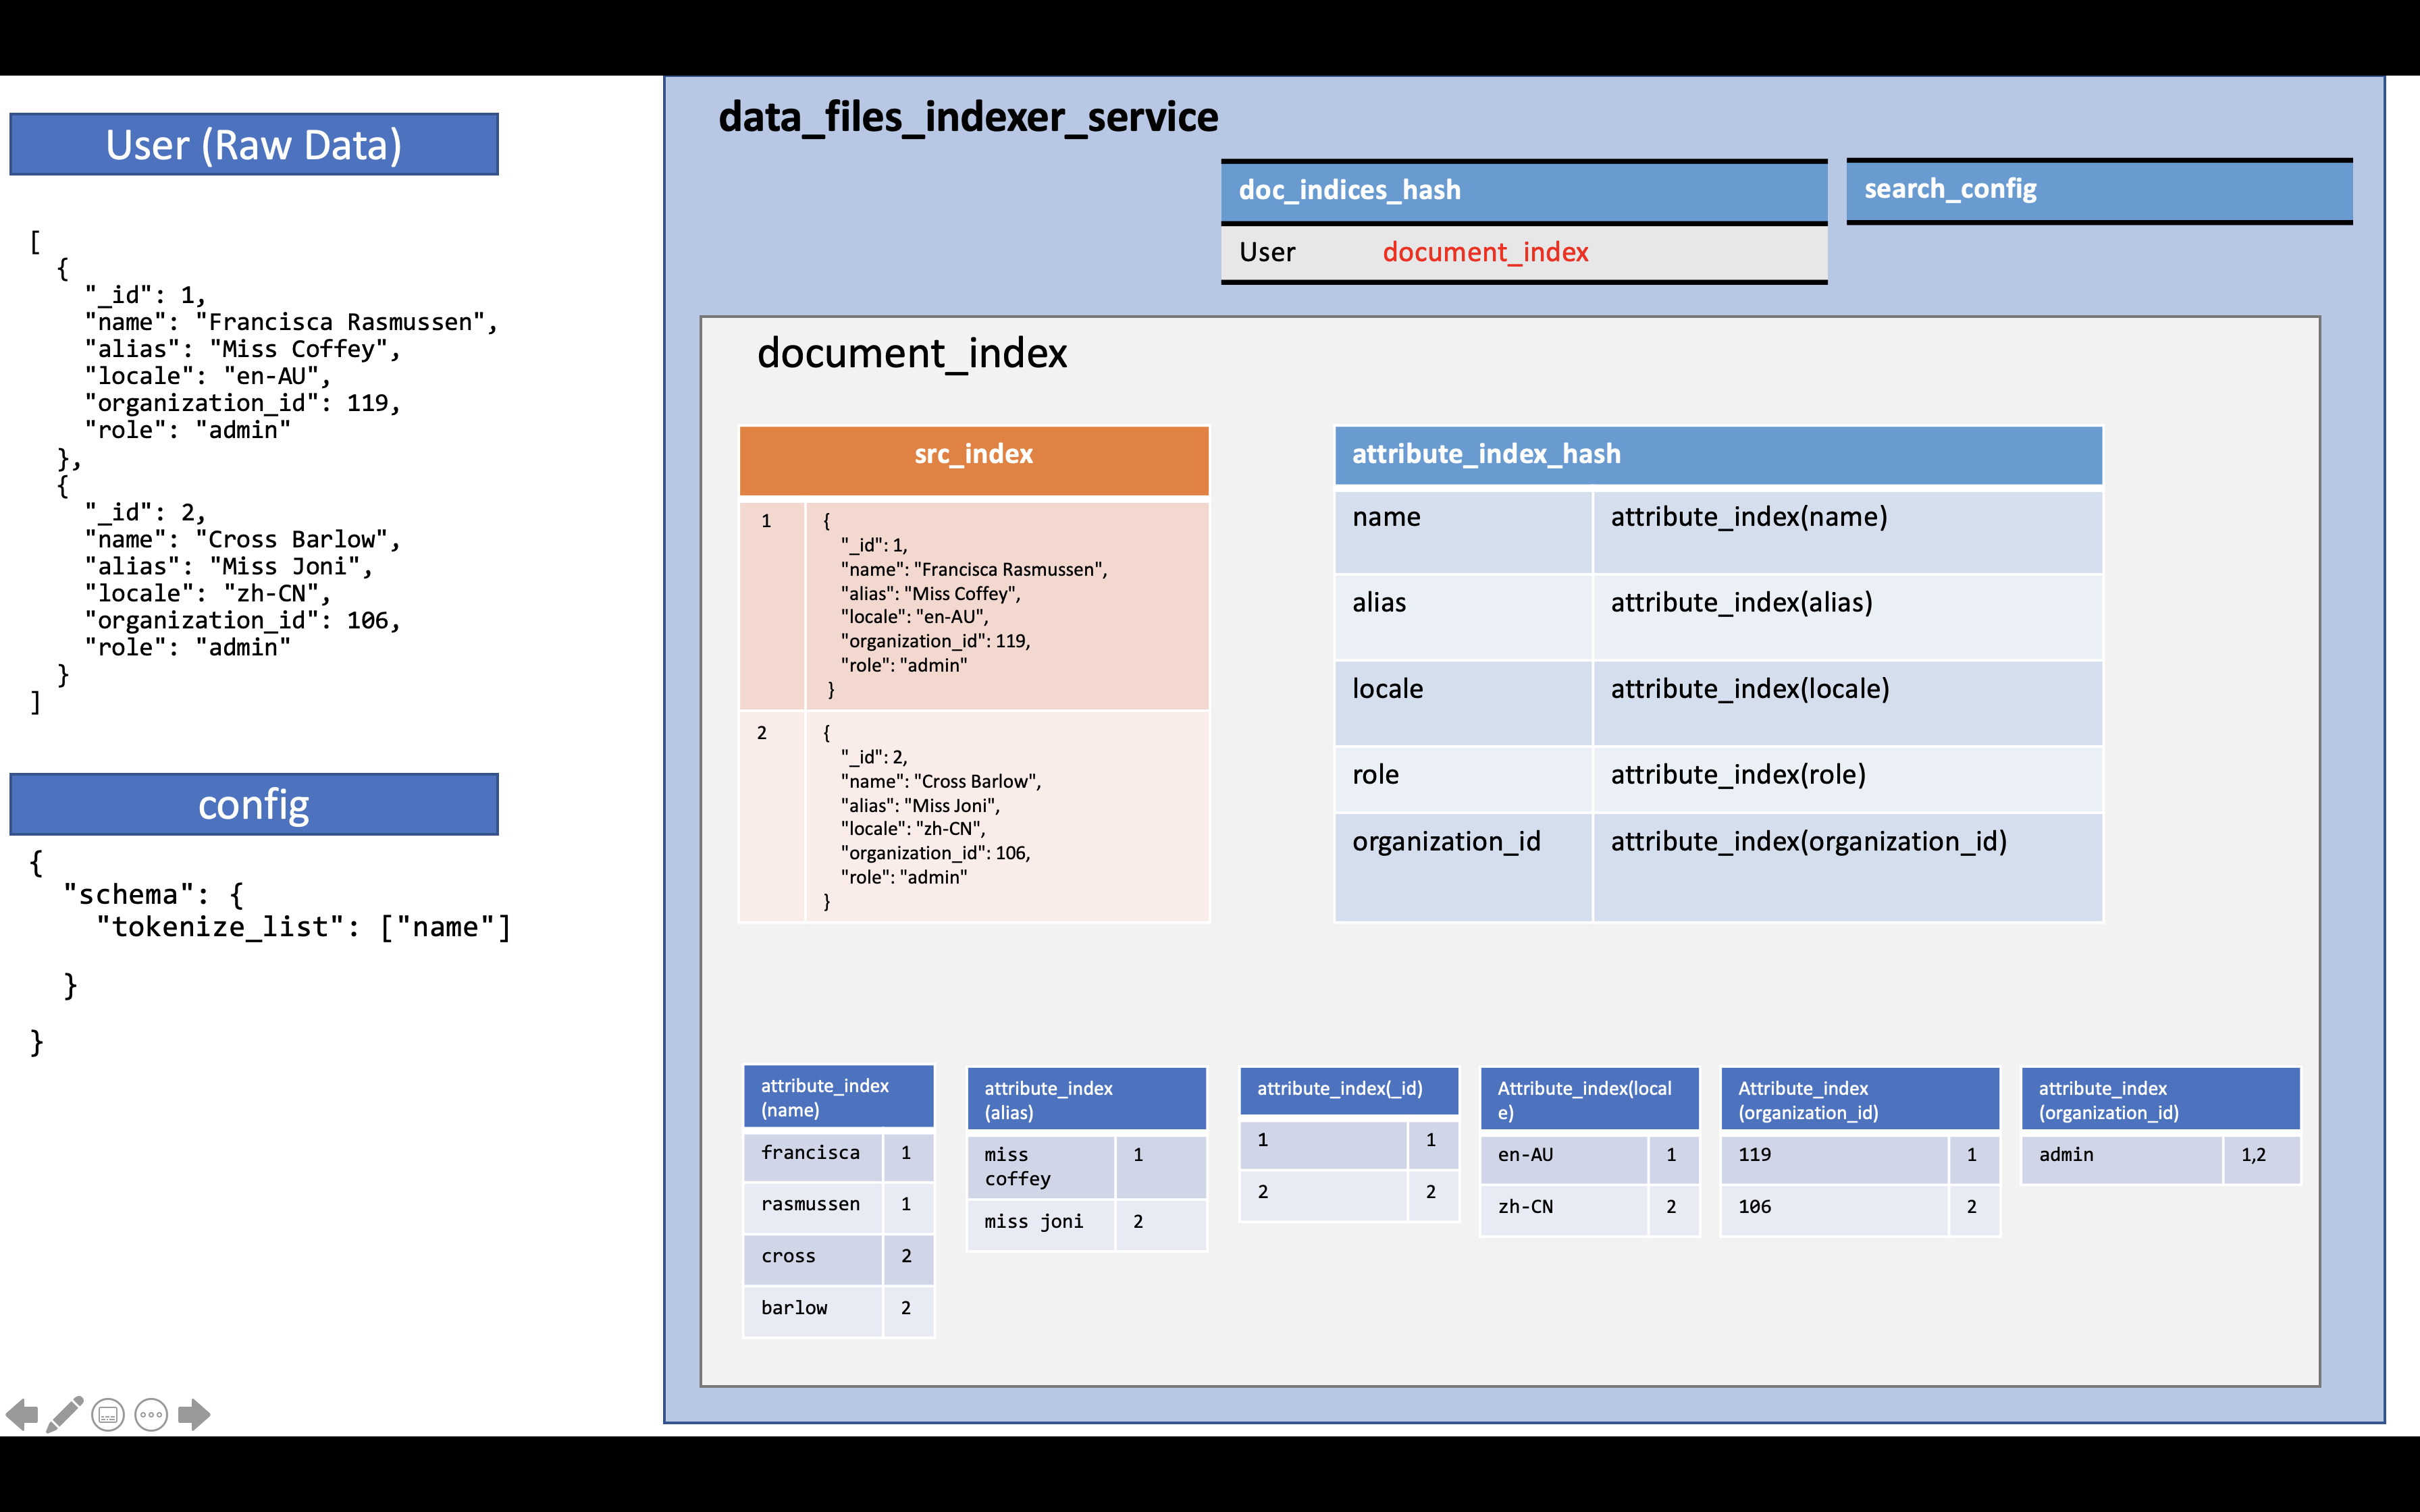 User (Raw Data)
[
{
"_id": 1,
"name": "Francisca Rasmussen",
"alias": "Miss Coffey",
"locale": "en-AU",
"organization_id": 119,
"role": "admin"
},
{
"_id": 2,
"name": "Cross Barlow",
"alias": "Miss Joni",
"locale": "zh-CN",
"organization_id": 106,
"role": "admin"
}
]
config
{
"schema": {
"tokenize_list": ["name"]
}
}
data_files_indexer_service
doc_indices_hash
User document_index
search_config
document_index
src_index
1
{
"_id": 1,
"name": "Francisca Rasmussen",
"alias": "Miss Coffey",
"locale": "en-AU",
"organization_id": 119,
"role": "admin"
}
2
{
"_id": 2,
"name": "Cross Barlow",
"alias": "Miss Joni",
"locale": "zh-CN",
"organization_id": 106,
"role": "admin"
}
attribute_index_hash
name attribute_index(name)
alias attribute_index(alias)
locale attribute_index(locale)
role attribute_index(role)
organization_id attribute_index(organization_id)
attribute_index
(name)
francisca 1
rasmussen 1
cross 2
barlow 2
attribute_index
(alias)
miss 1
coffey
miss joni 2
attribute_index(_id)
1 1
2 2
Attribute_index(local
e)
en-AU 1
zh-CN 2
Attribute_index
(organization_id)
119 1
106 2
attribute_index
(organization_id)
admin 1,2